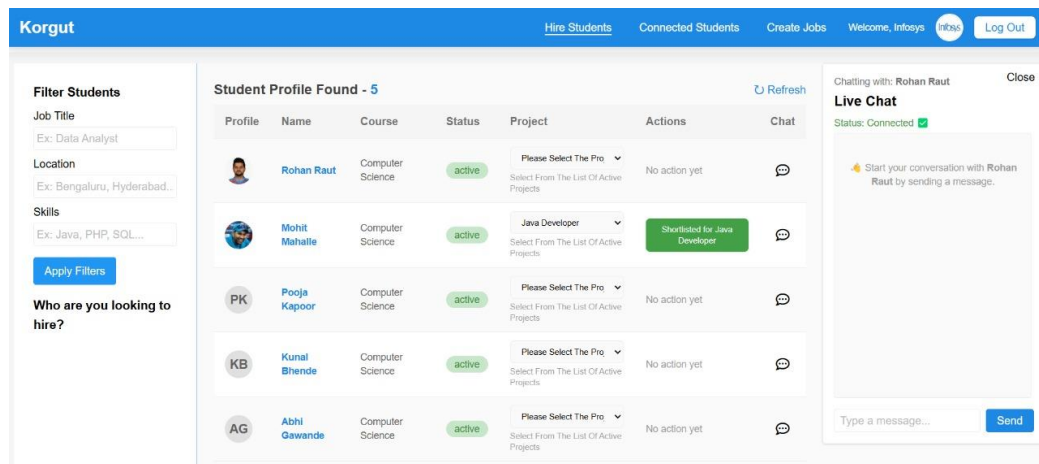 Korgut
Hire Students
Connected Students
Create Jobs
Welcome, Infosys
Infosys
Log Out
Filter Students
Job Title
Ex: Data Analyst
Location
Ex: Bengaluru, Hyderabad..
Skills
Ex: Java, PHP, SQL...
Apply Filters
Who are you looking to
hire?
Student Profile Found - 5
Refresh
Profile Name Course Status Project Actions Chat
Rohan Raut
Computer
Science
active
Please Select The Pro
Select From The List Of Active
Projects
No action yet
Mohit
Mahalle
Computer
Science
active
Java Developer
Select From The List Of Active
Projects
Shortlisted for Java
Developer
PK
Pooja
Kapoor
Computer
Science
active
Please Select The Pro
Select From The List Of Active
Projects
No action yet
KB
Kunal
Bhende
Computer
Science
active
Please Select The Pro
Select From The List Of Active
Projects
No action yet
AG
Abhi
Gawande
Computer
Science
active
Please Select The Pro
Select From The List Of Active
Projects
No action yet
Chatting with: Rohan Raut
Close
Live Chat
Status: Connected ✅
👋 Start your conversation with Rohan
Raut by sending a message.
Type a message...
Send